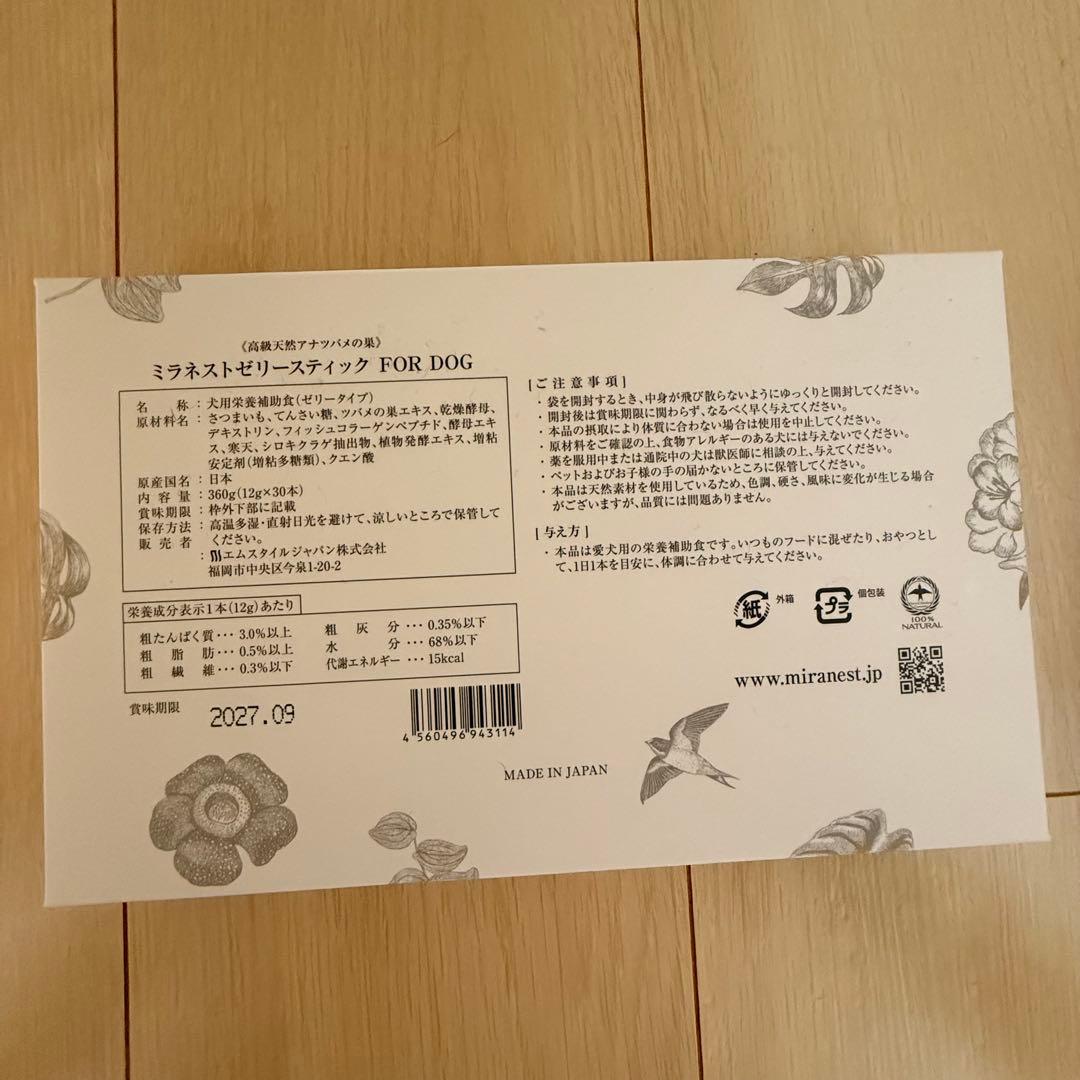 《高級天然アナツバメの巣》
ミラネストゼリースティック FOR DOG
名称：犬用栄養補助食（ゼリータイプ）
原材料名：さつまいも、てんさい糖、ツバメの巣エキス、乾燥酵母、
デキストリン、フィッシュコラーゲンペプチド、酵母エキ
ス、寒天、シロキクラゲ抽出物、植物発酵エキス、増粘
安定剤（増粘多糖類）、クエン酸
原産国名：日本
内容量：360g(12g×30本)
賞味期限：枠外下部に記載
保存方法：高温多湿・直射日光を避けて、涼しいところで保管して
ください。
販売者：エムスタイルジャパン株式会社
福岡市中央区今泉1-20-2
栄養成分表示1本(12g)あたり
粗たんぱく質･･･3.0%以上
粗脂肪･･･0.5%以上
粗繊維･･･0.3%以下
粗灰分･･･0.35%以下
水分･･･68%以下
代謝エネルギー･･･15kcal
賞味期限 2027.09
4 560496 943114
MADE IN JAPAN
[ご注意事項]
・袋を開封するとき、中身が飛び散らないようにゆっくりと開封してください。
・開封後は賞味期限に関わらず、なるべく早く与えてください。
・本品の摂取により体質に合わない場合は使用を中止してください。
・原材料をご確認の上、食物アレルギーのある犬には与えないでください。
・薬を服用中または通院中の犬は獣医師に相談の上、与えてください。
・ペットおよびお子様の手の届かないところに保管してください。
・本品は天然素材を使用しているため、色調、硬さ、風味に変化が生じる場合
がございますが、品質には問題ありません。
[与え方]
・本品は愛犬用の栄養補助食です。いつものフードに混ぜたり、おやつとし
て、1日1本を目安に、体調に合わせて与えてください。
紙 外箱 プラ 個包装
100%
NATURAL
www.miranest.jp